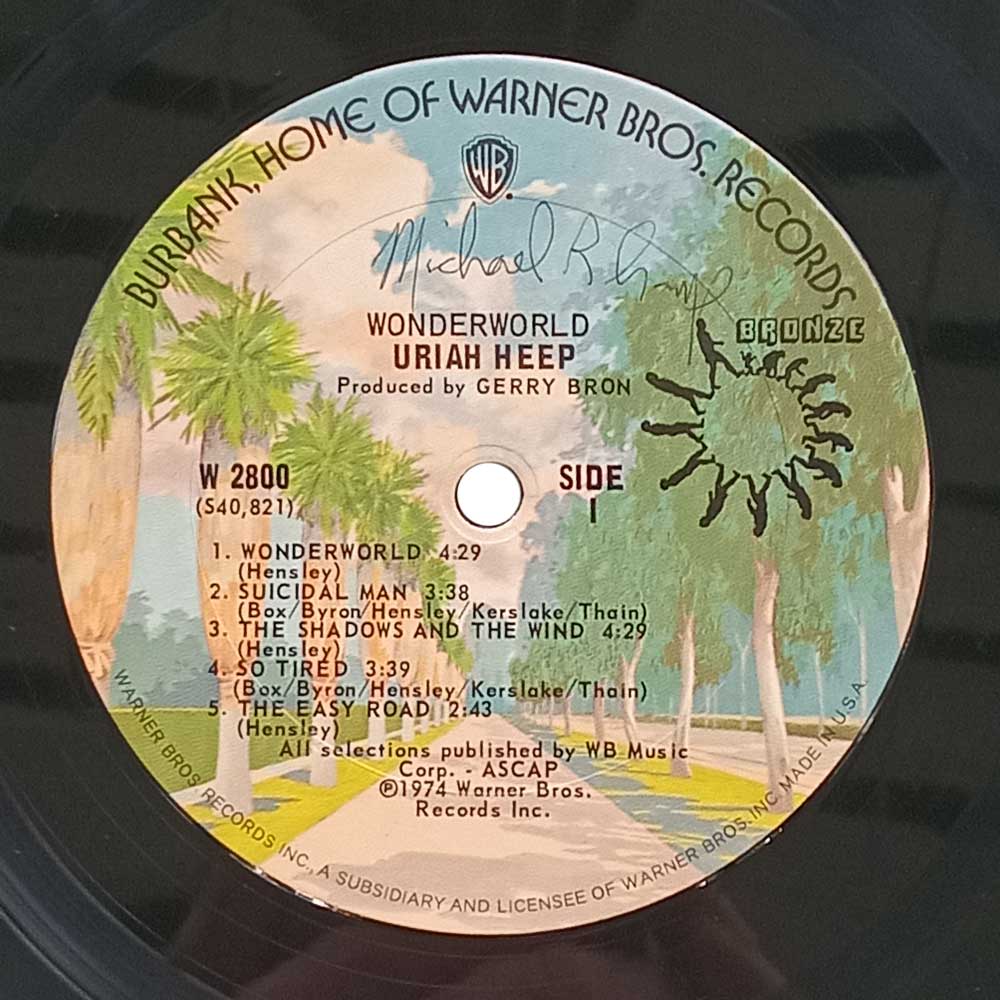 BURBANK, HOME OF WARNER BROS. RECORDS
WB
Michael R
WONDERWORLD
URIAH HEEP
Produced by GERRY BRON
BRONZE
W 2800
(S40,821)
SIDE
1
1. WONDERWORLD 4:29
(Hensley)
2. SUICIDAL MAN 3:38
(Box/Byron/Hensley/Kerslake/Thain)
3. THE SHADOWS AND THE WIND 4:29
(Hensley)
4. SO TIRED 3:39
(Box/Byron/Hensley/Kerslake/Thain)
5. THE EASY ROAD 2:43
(Hensley)
All selections published by WB Music
Corp. - ASCAP
℗1974 Warner Bros.
Records Inc.
WARNER BROS. RECORDS INC., A SUBSIDIARY AND LICENSEE OF WARNER BROS. INC. MADE IN U.S.A.